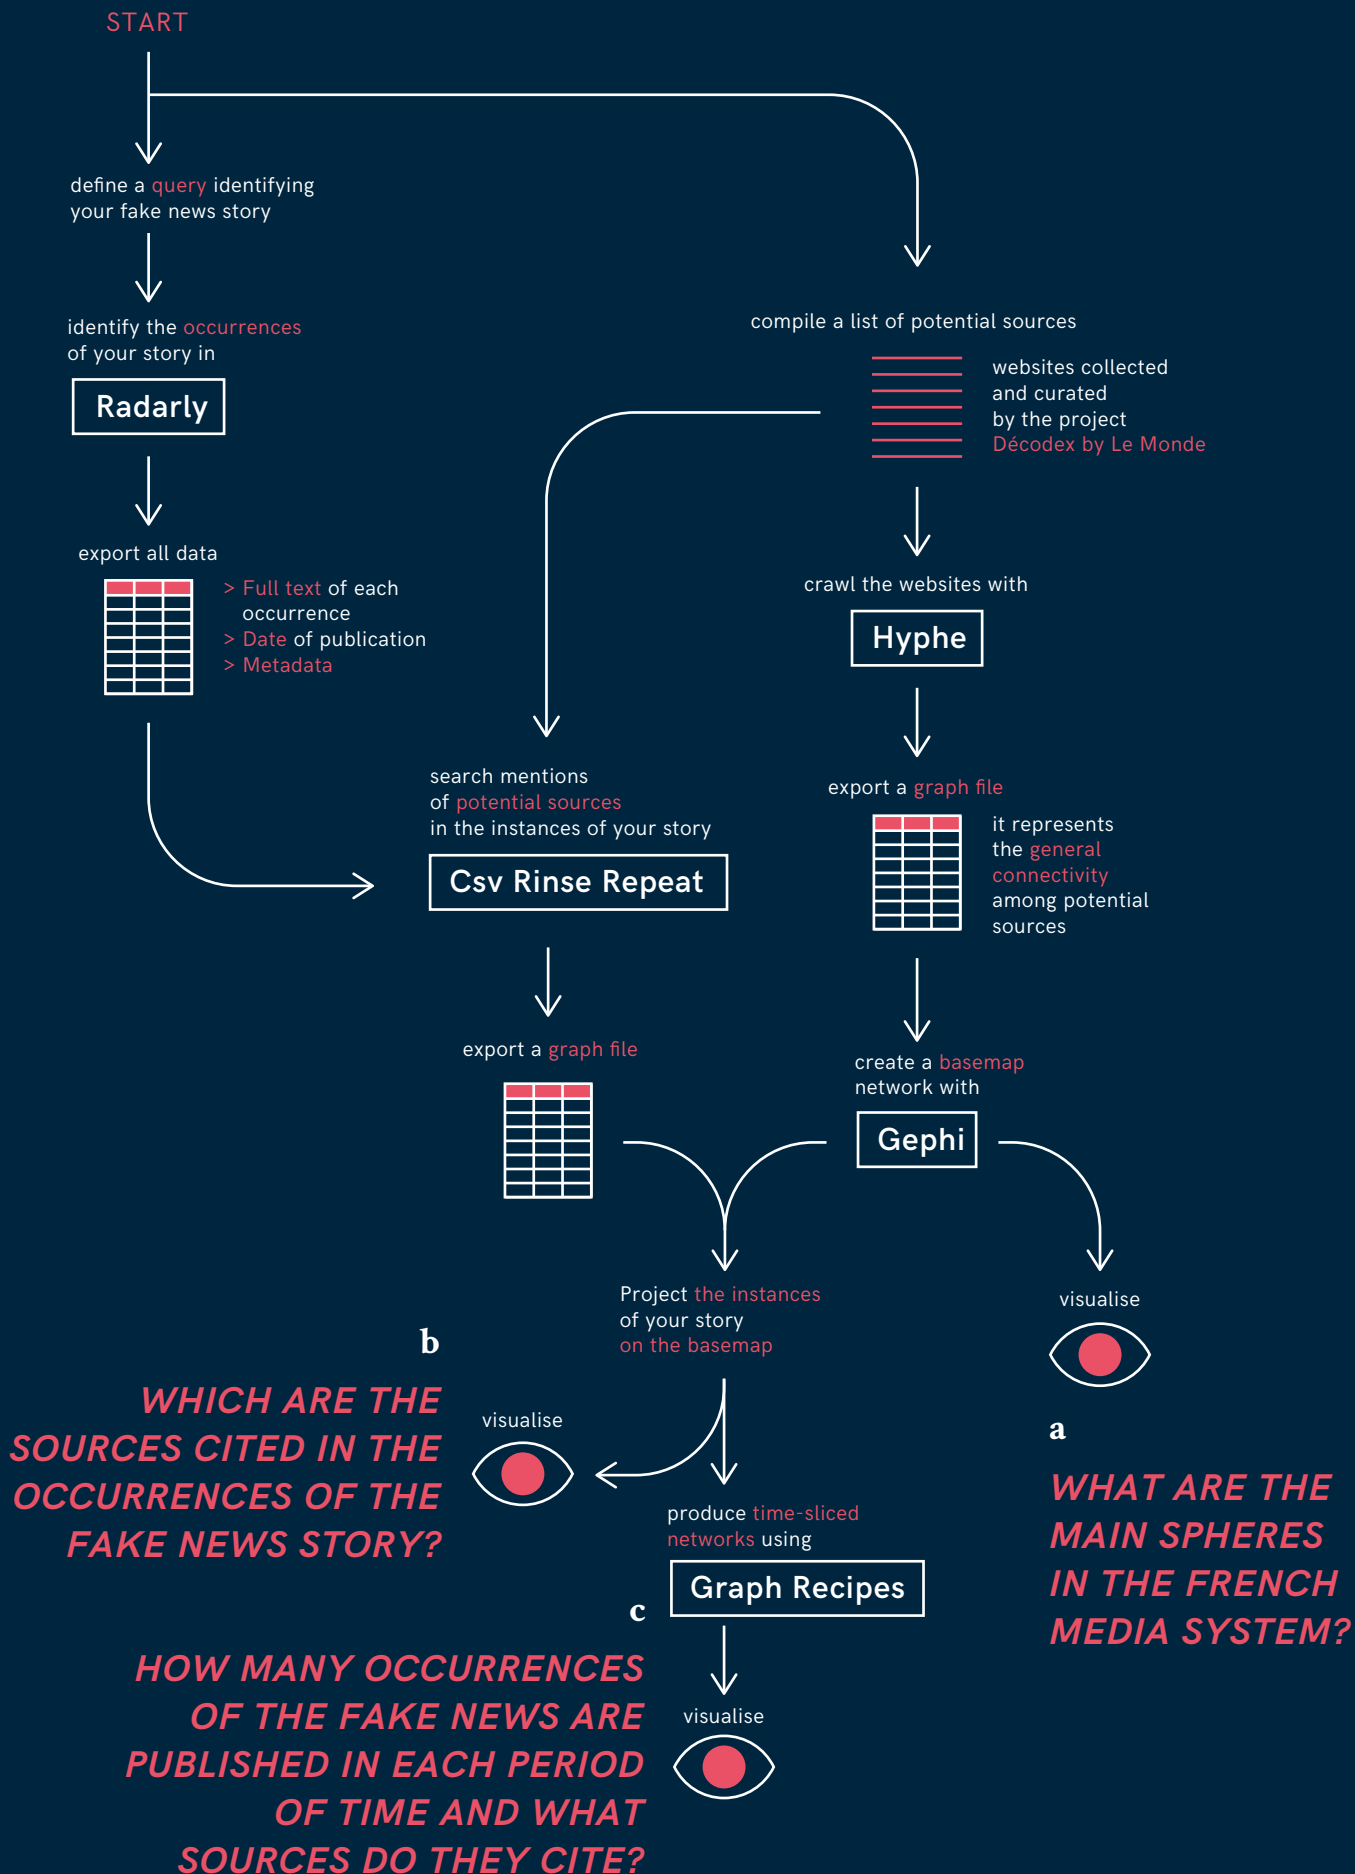 START
define a query identifying
your fake news story
identify the occurrences
of your story in
Radarly
export all data
> Full text of each
occurrence
> Date of publication
> Metadata
compile a list of potential sources
websites collected
and curated
by the project
Décodex by Le Monde
crawl the websites with
Hyphe
export a graph file
it represents
the general
connectivity
among potential
sources
search mentions
of potential sources
in the instances of your story
Csv Rinse Repeat
export a graph file
create a basemap
network with
Gephi
Project the instances
of your story
on the basemap
visualise
a
WHAT ARE THE
MAIN SPHERES
IN THE FRENCH
MEDIA SYSTEM?
b
WHICH ARE THE
SOURCES CITED IN THE
OCCURRENCES OF THE
FAKE NEWS STORY?
visualise
produce time-sliced
networks using
Graph Recipes
c
HOW MANY OCCURRENCES
OF THE FAKE NEWS ARE
PUBLISHED IN EACH PERIOD
OF TIME AND WHAT
SOURCES DO THEY CITE?
visualise